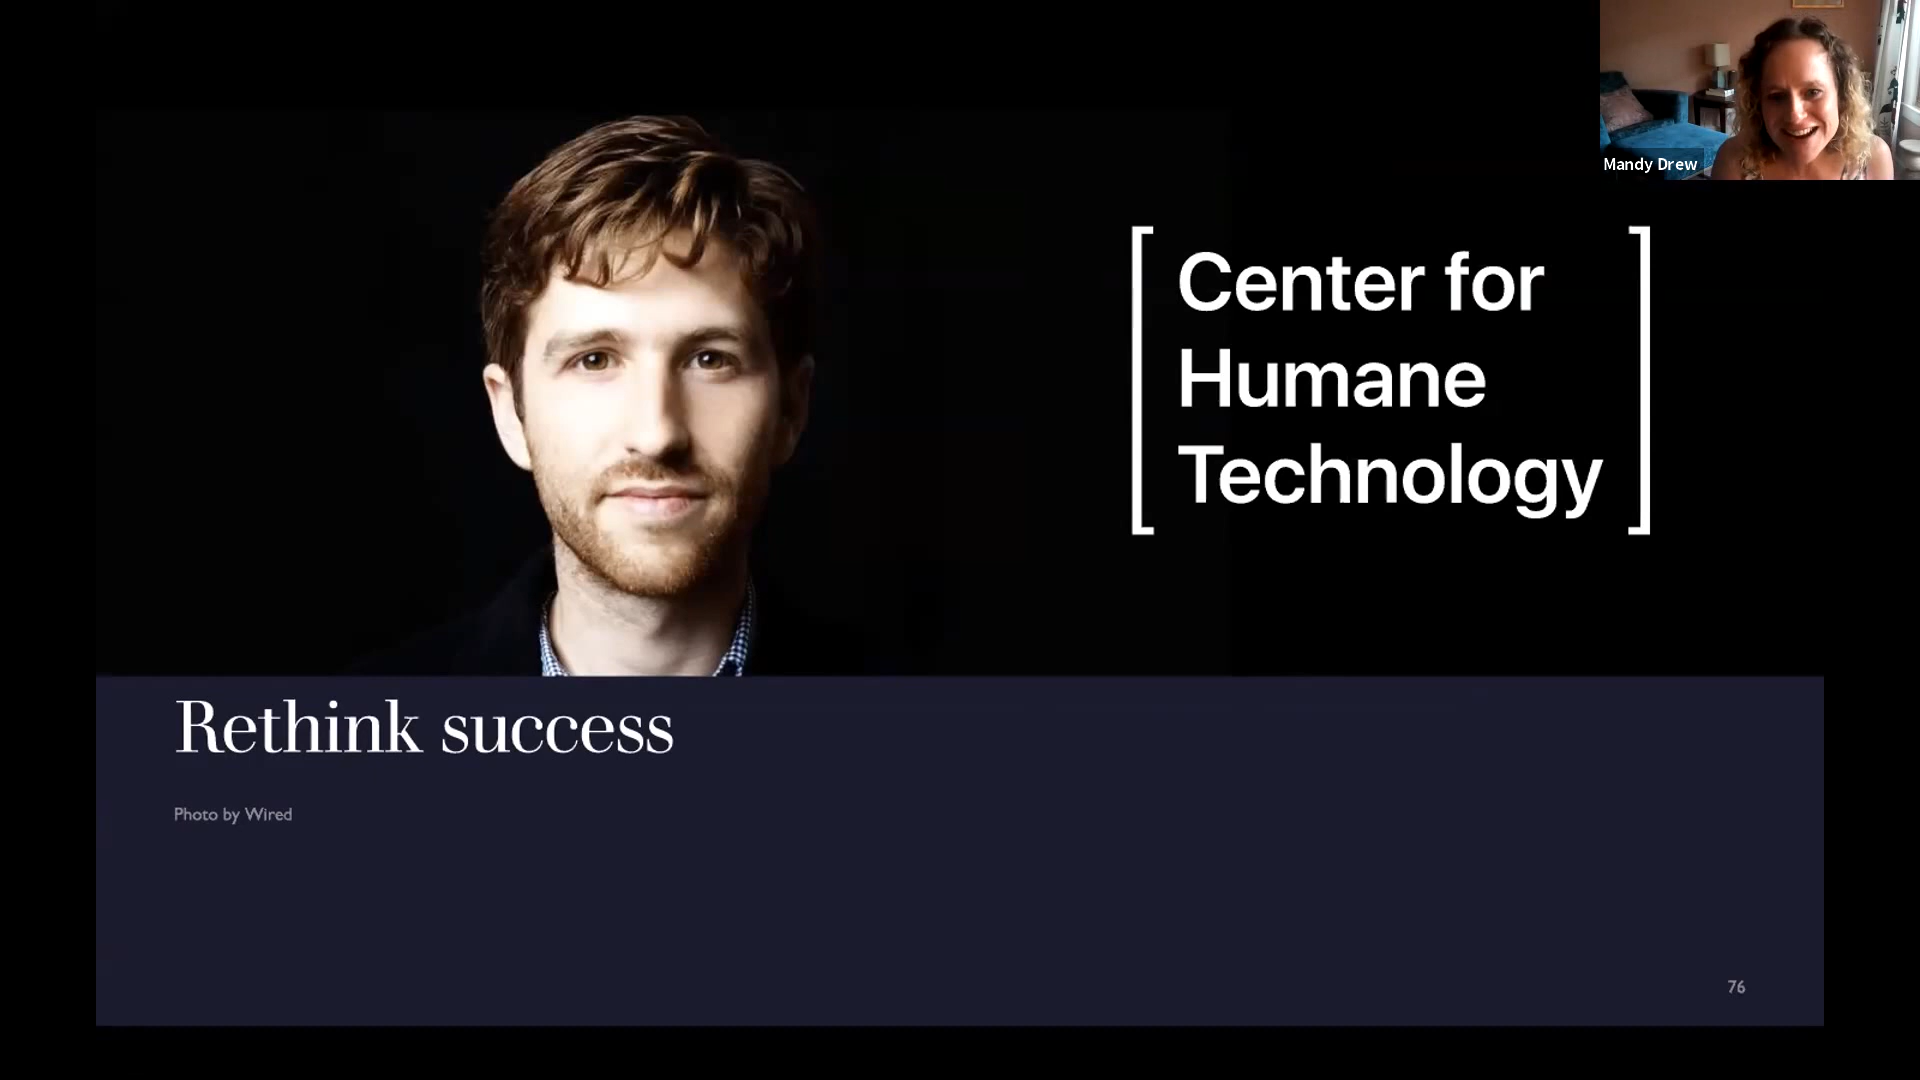 Mandy Drew
Center for
Humane
Technology
Rethink success
Photo by Wired
76